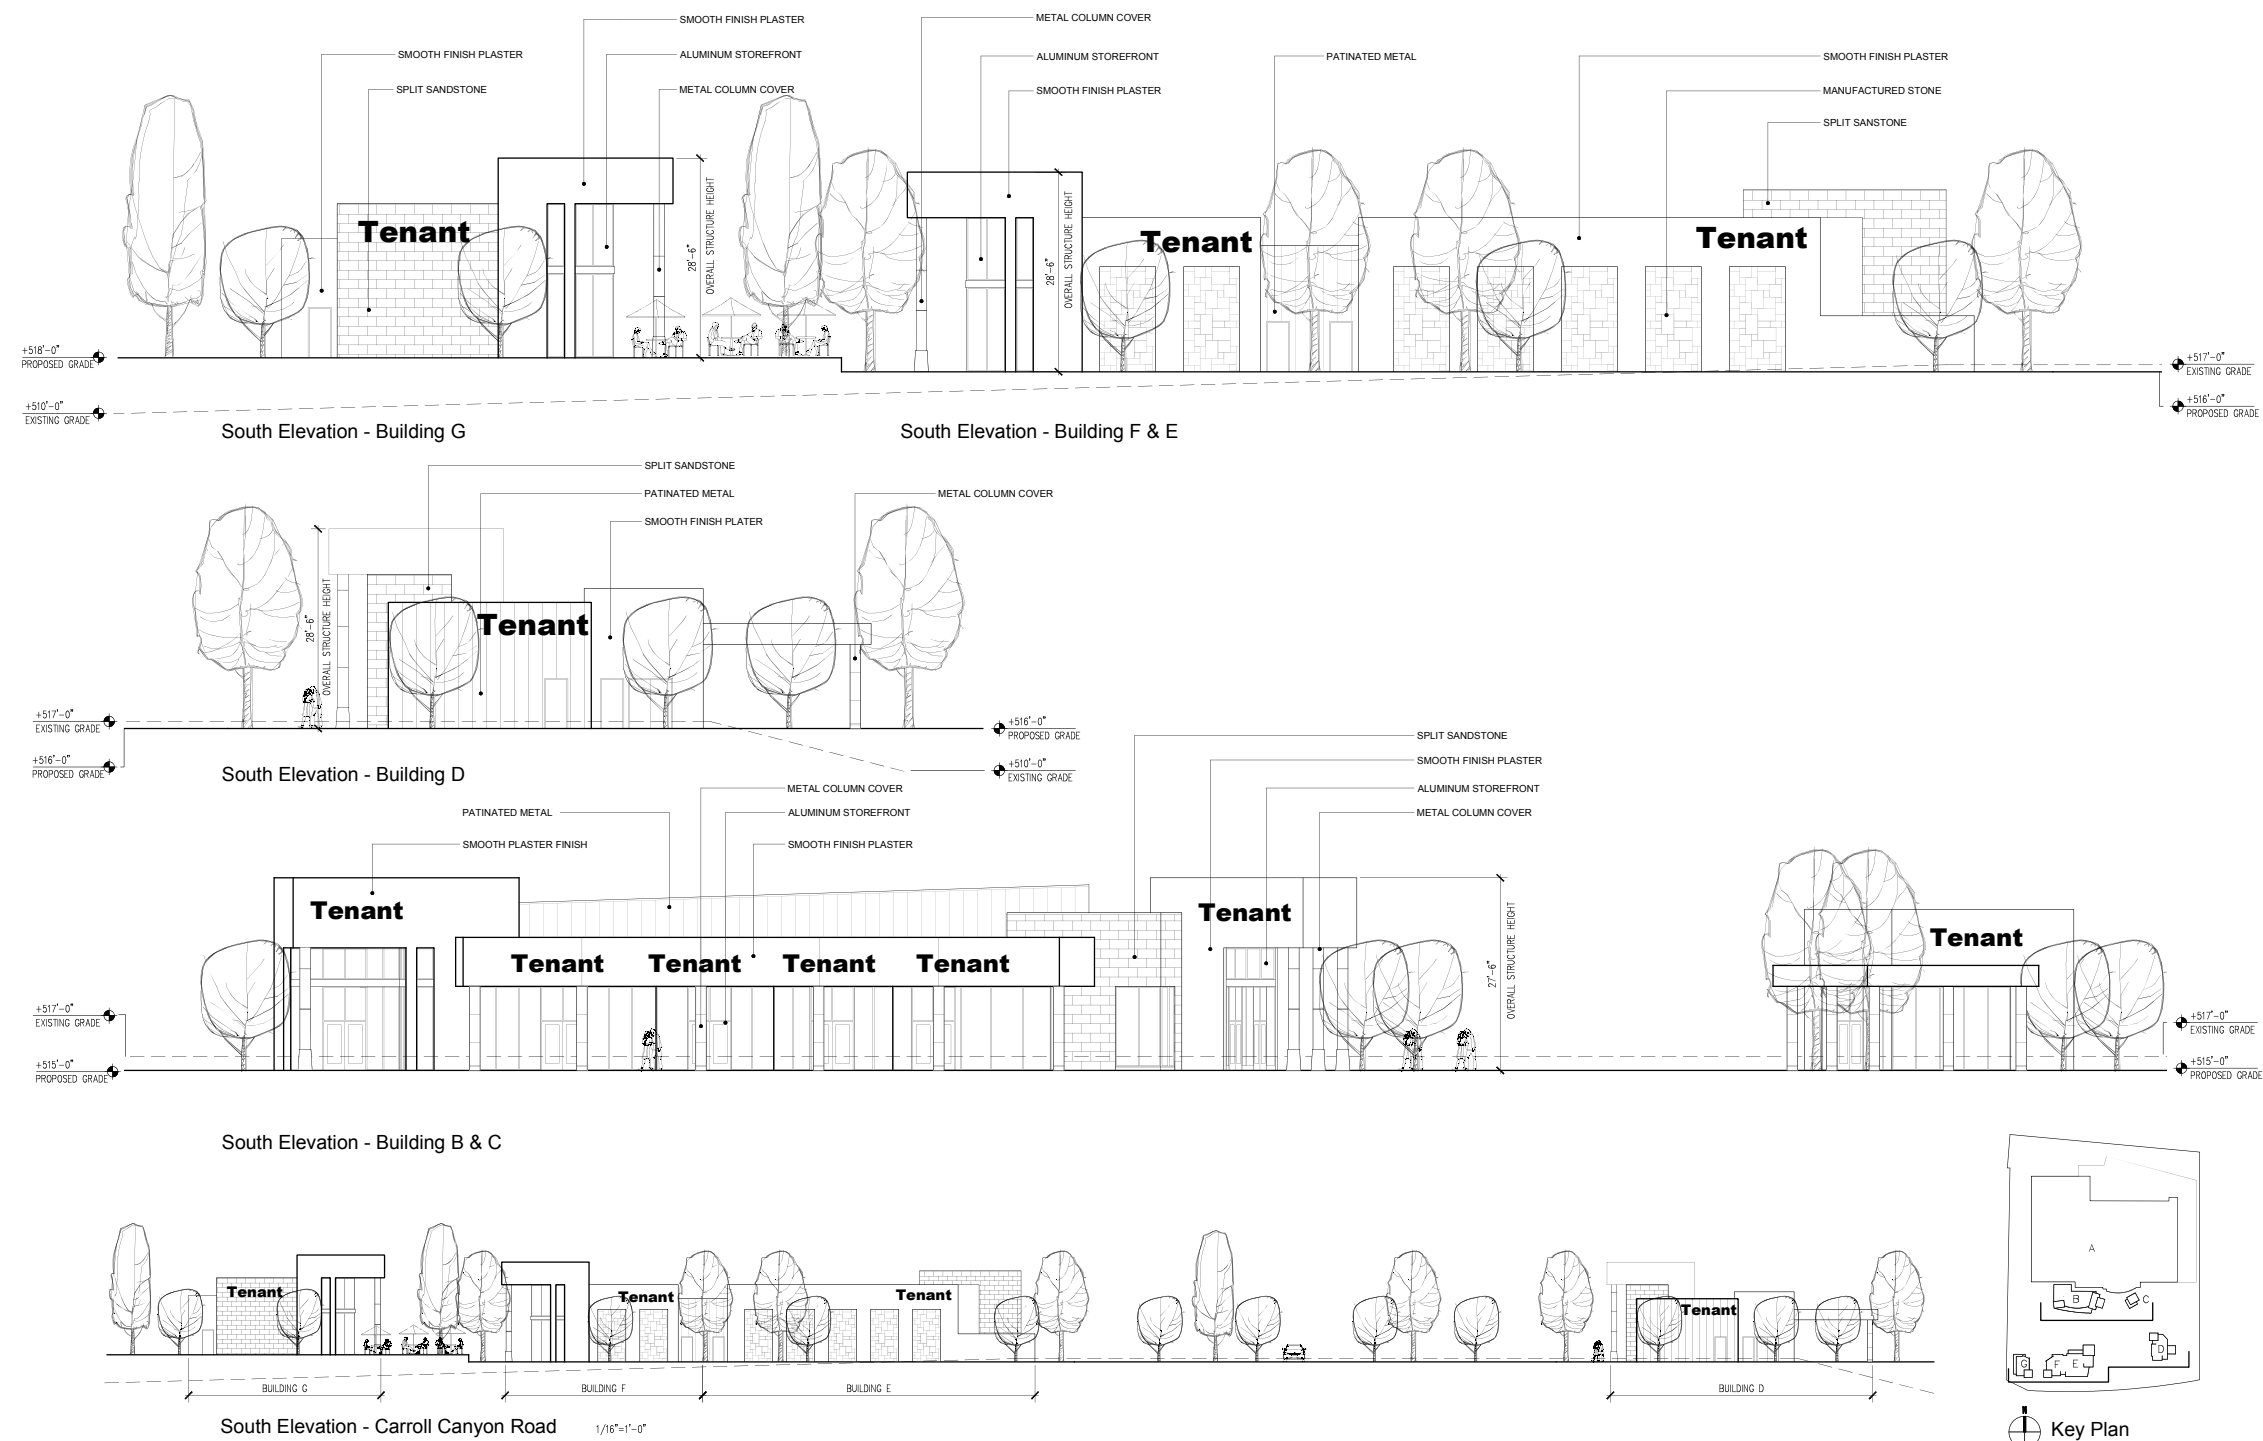 SMOOTH FINISH PLASTER
SMOOTH FINISH PLASTER
ALUMINUM STOREFRONT
SPLIT SANDSTONE
METAL COLUMN COVER
METAL COLUMN COVER
ALUMINUM STOREFRONT
SMOOTH FINISH PLASTER
PATINATED METAL
SMOOTH FINISH PLASTER
MANUFACTURED STONE
SPLIT SANSTONE
Tenant
28'-6"
OVERALL STRUCTURE HEIGHT
28'-6"
OVERALL STRUCTURE HEIGHT
Tenant
Tenant
+518'-0"
PROPOSED GRADE
+510'-0"
EXISTING GRADE
+517'-0"
EXISTING GRADE
+516'-0"
PROPOSED GRADE
South Elevation - Building G
South Elevation - Building F & E
SPLIT SANDSTONE
PATINATED METAL
SMOOTH FINISH PLATER
METAL COLUMN COVER
28'-6"
OVERALL STRUCTURE HEIGHT
Tenant
+517'-0"
EXISTING GRADE
+516'-0"
PROPOSED GRADE
+516'-0"
PROPOSED GRADE
+510'-0"
EXISTING GRADE
South Elevation - Building D
SPLIT SANDSTONE
SMOOTH FINISH PLASTER
ALUMINUM STOREFRONT
METAL COLUMN COVER
METAL COLUMN COVER
PATINATED METAL
ALUMINUM STOREFRONT
SMOOTH PLASTER FINISH
SMOOTH FINISH PLASTER
Tenant
Tenant
Tenant
Tenant
Tenant
Tenant
27'-6"
OVERALL STRUCTURE HEIGHT
Tenant
+517'-0"
EXISTING GRADE
+515'-0"
PROPOSED GRADE
+517'-0"
EXISTING GRADE
+515'-0"
PROPOSED GRADE
South Elevation - Building B & C
Tenant
Tenant
Tenant
Tenant
BUILDING G
BUILDING F
BUILDING E
BUILDING D
South Elevation - Carroll Canyon Road
1/16"=1'-0"
A
B
C
D
G
F
E
N
Key Plan